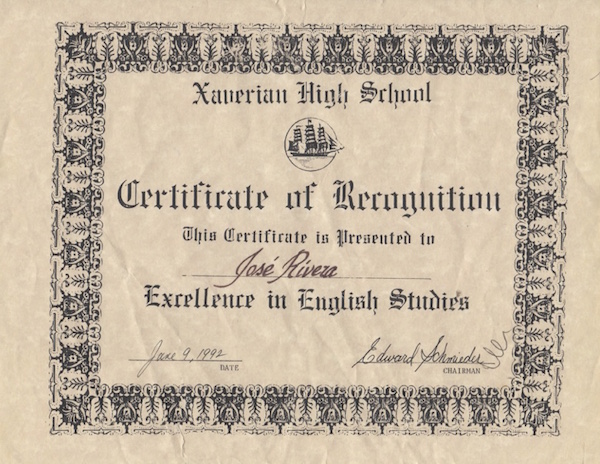 Xaverian High School
Certificate of Recognition
This Certificate is Presented to
José Rivera
Excellence in English Studies
June 9, 1992
DATE
Edward Schmieder
CHAIRMAN